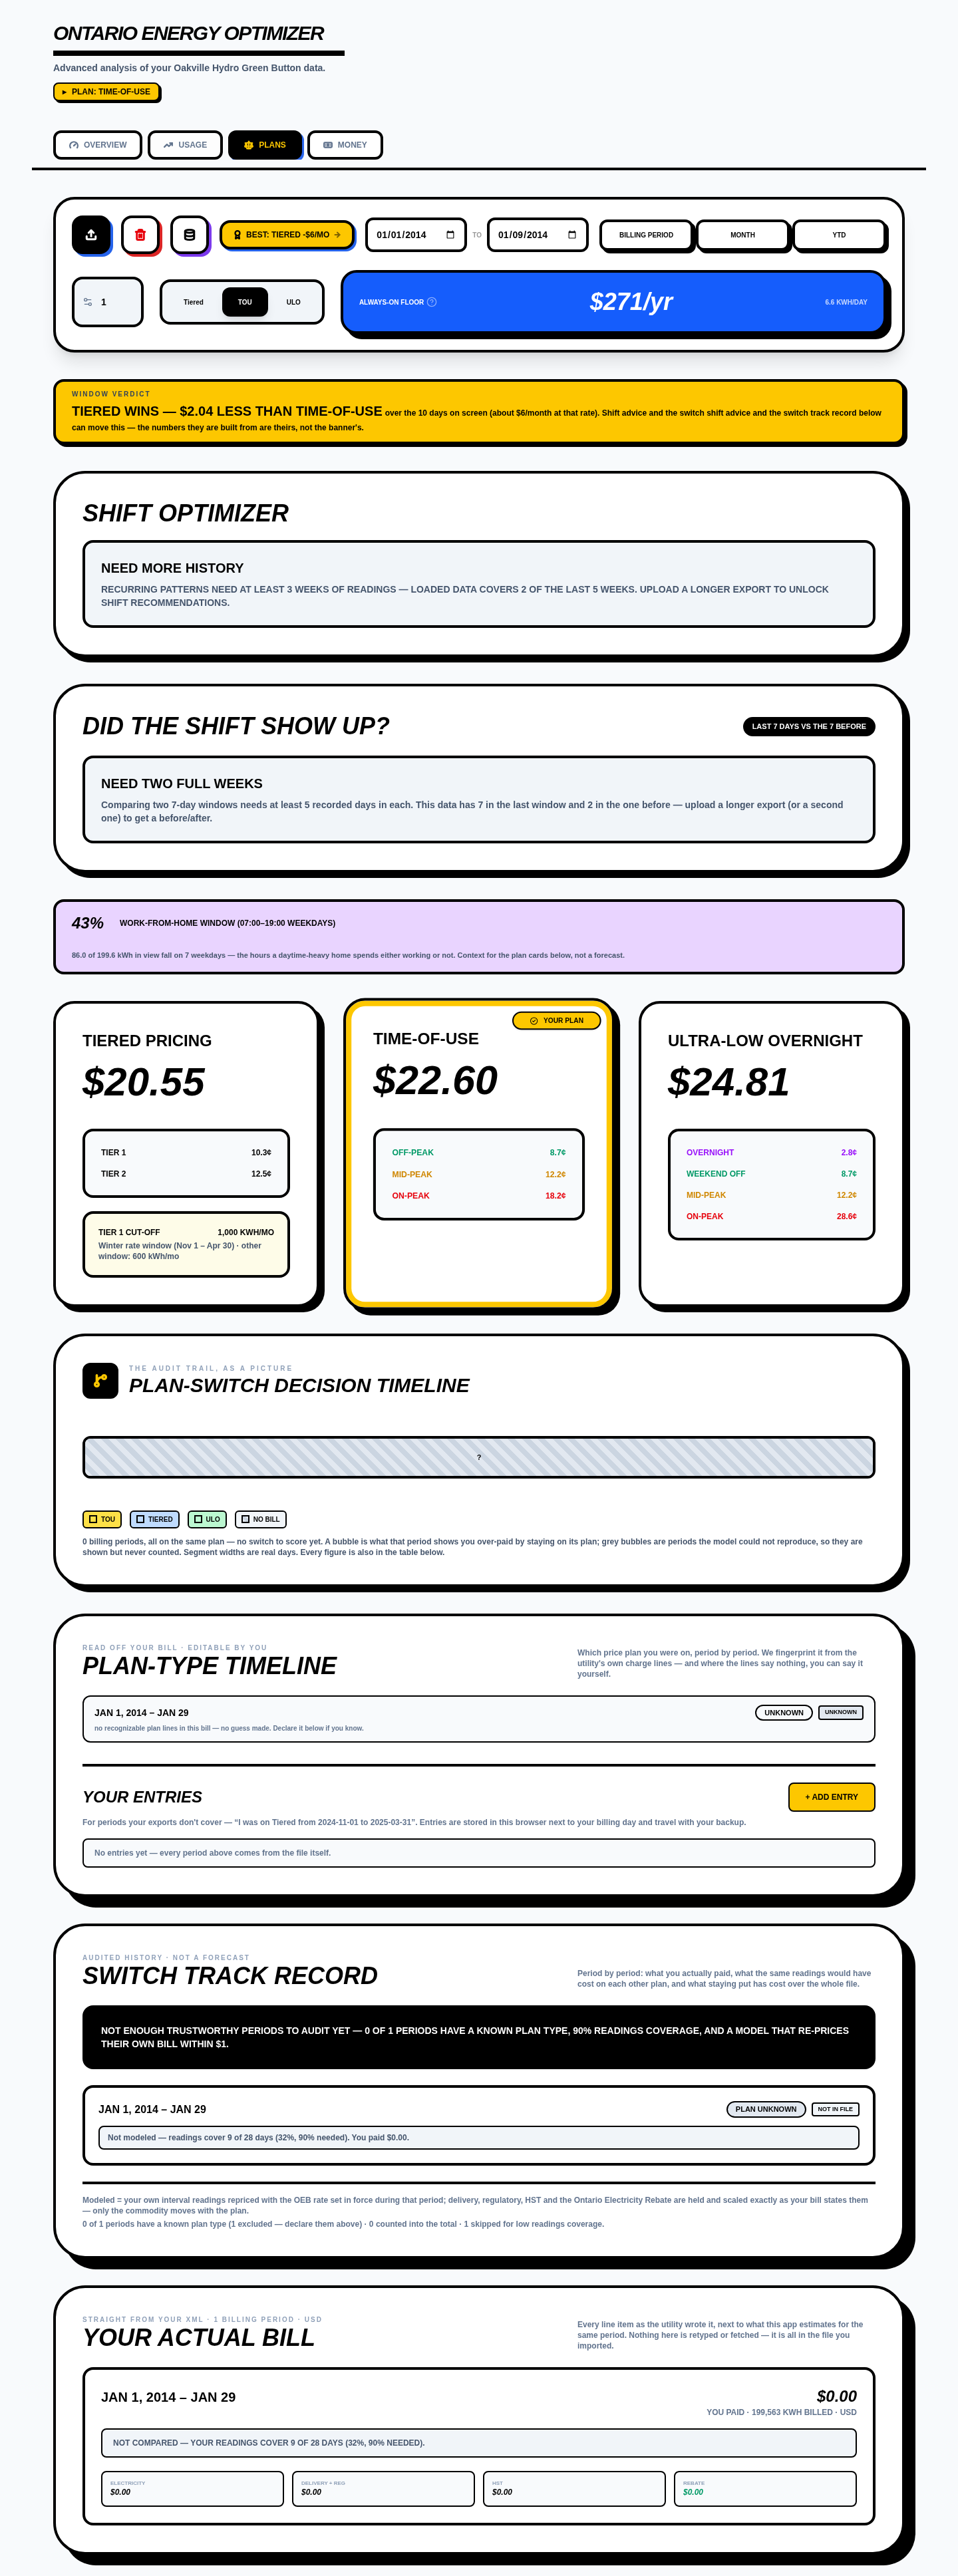 ONTARIO ENERGY OPTIMIZER
Advanced analysis of your Oakville Hydro Green Button data.
▸ PLAN: TIME-OF-USE
OVERVIEW
USAGE
PLANS
MONEY
BEST: TIERED -$6/MO →
01/01/2014
TO
01/09/2014
BILLING PERIOD
MONTH
YTD
1
Tiered
TOU
ULO
ALWAYS-ON FLOOR ?
$271/yr
6.6 KWH/DAY
WINDOW VERDICT
TIERED WINS — $2.04 LESS THAN TIME-OF-USE over the 10 days on screen (about $6/month at that rate). Shift advice and the switch shift advice and the switch track record below
can move this — the numbers they are built from are theirs, not the banner's.
SHIFT OPTIMIZER
NEED MORE HISTORY
RECURRING PATTERNS NEED AT LEAST 3 WEEKS OF READINGS — LOADED DATA COVERS 2 OF THE LAST 5 WEEKS. UPLOAD A LONGER EXPORT TO UNLOCK
SHIFT RECOMMENDATIONS.
DID THE SHIFT SHOW UP?
LAST 7 DAYS VS THE 7 BEFORE
NEED TWO FULL WEEKS
Comparing two 7-day windows needs at least 5 recorded days in each. This data has 7 in the last window and 2 in the one before — upload a longer export (or a second
one) to get a before/after.
43%
WORK-FROM-HOME WINDOW (07:00–19:00 WEEKDAYS)
86.0 of 199.6 kWh in view fall on 7 weekdays — the hours a daytime-heavy home spends either working or not. Context for the plan cards below, not a forecast.
TIERED PRICING
$20.55
TIER 1 10.3¢
TIER 2 12.5¢
TIER 1 CUT-OFF 1,000 KWH/MO
Winter rate window (Nov 1 – Apr 30) · other
window: 600 kWh/mo
YOUR PLAN
TIME-OF-USE
$22.60
OFF-PEAK 8.7¢
MID-PEAK 12.2¢
ON-PEAK 18.2¢
ULTRA-LOW OVERNIGHT
$24.81
OVERNIGHT 2.8¢
WEEKEND OFF 8.7¢
MID-PEAK 12.2¢
ON-PEAK 28.6¢
THE AUDIT TRAIL, AS A PICTURE
PLAN-SWITCH DECISION TIMELINE
?
TOU
TIERED
ULO
NO BILL
0 billing periods, all on the same plan — no switch to score yet. A bubble is what that period shows you over-paid by staying on its plan; grey bubbles are periods the model could not reproduce, so they are
shown but never counted. Segment widths are real days. Every figure is also in the table below.
READ OFF YOUR BILL · EDITABLE BY YOU
PLAN-TYPE TIMELINE
Which price plan you were on, period by period. We fingerprint it from the
utility's own charge lines — and where the lines say nothing, you can say it
yourself.
JAN 1, 2014 – JAN 29
UNKNOWN
UNKNOWN
no recognizable plan lines in this bill — no guess made. Declare it below if you know.
YOUR ENTRIES
+ ADD ENTRY
For periods your exports don't cover — “I was on Tiered from 2024-11-01 to 2025-03-31”. Entries are stored in this browser next to your billing day and travel with your backup.
No entries yet — every period above comes from the file itself.
AUDITED HISTORY · NOT A FORECAST
SWITCH TRACK RECORD
Period by period: what you actually paid, what the same readings would have
cost on each other plan, and what staying put has cost over the whole file.
NOT ENOUGH TRUSTWORTHY PERIODS TO AUDIT YET — 0 OF 1 PERIODS HAVE A KNOWN PLAN TYPE, 90% READINGS COVERAGE, AND A MODEL THAT RE-PRICES
THEIR OWN BILL WITHIN $1.
JAN 1, 2014 – JAN 29
PLAN UNKNOWN
NOT IN FILE
Not modeled — readings cover 9 of 28 days (32%, 90% needed). You paid $0.00.
Modeled = your own interval readings repriced with the OEB rate set in force during that period; delivery, regulatory, HST and the Ontario Electricity Rebate are held and scaled exactly as your bill states them
— only the commodity moves with the plan.
0 of 1 periods have a known plan type (1 excluded — declare them above) · 0 counted into the total · 1 skipped for low readings coverage.
STRAIGHT FROM YOUR XML · 1 BILLING PERIOD · USD
YOUR ACTUAL BILL
Every line item as the utility wrote it, next to what this app estimates for the
same period. Nothing here is retyped or fetched — it is all in the file you
imported.
JAN 1, 2014 – JAN 29
$0.00
YOU PAID · 199,563 KWH BILLED · USD
NOT COMPARED — YOUR READINGS COVER 9 OF 28 DAYS (32%, 90% NEEDED).
ELECTRICITY
$0.00
DELIVERY + REG
$0.00
HST
$0.00
REBATE
$0.00